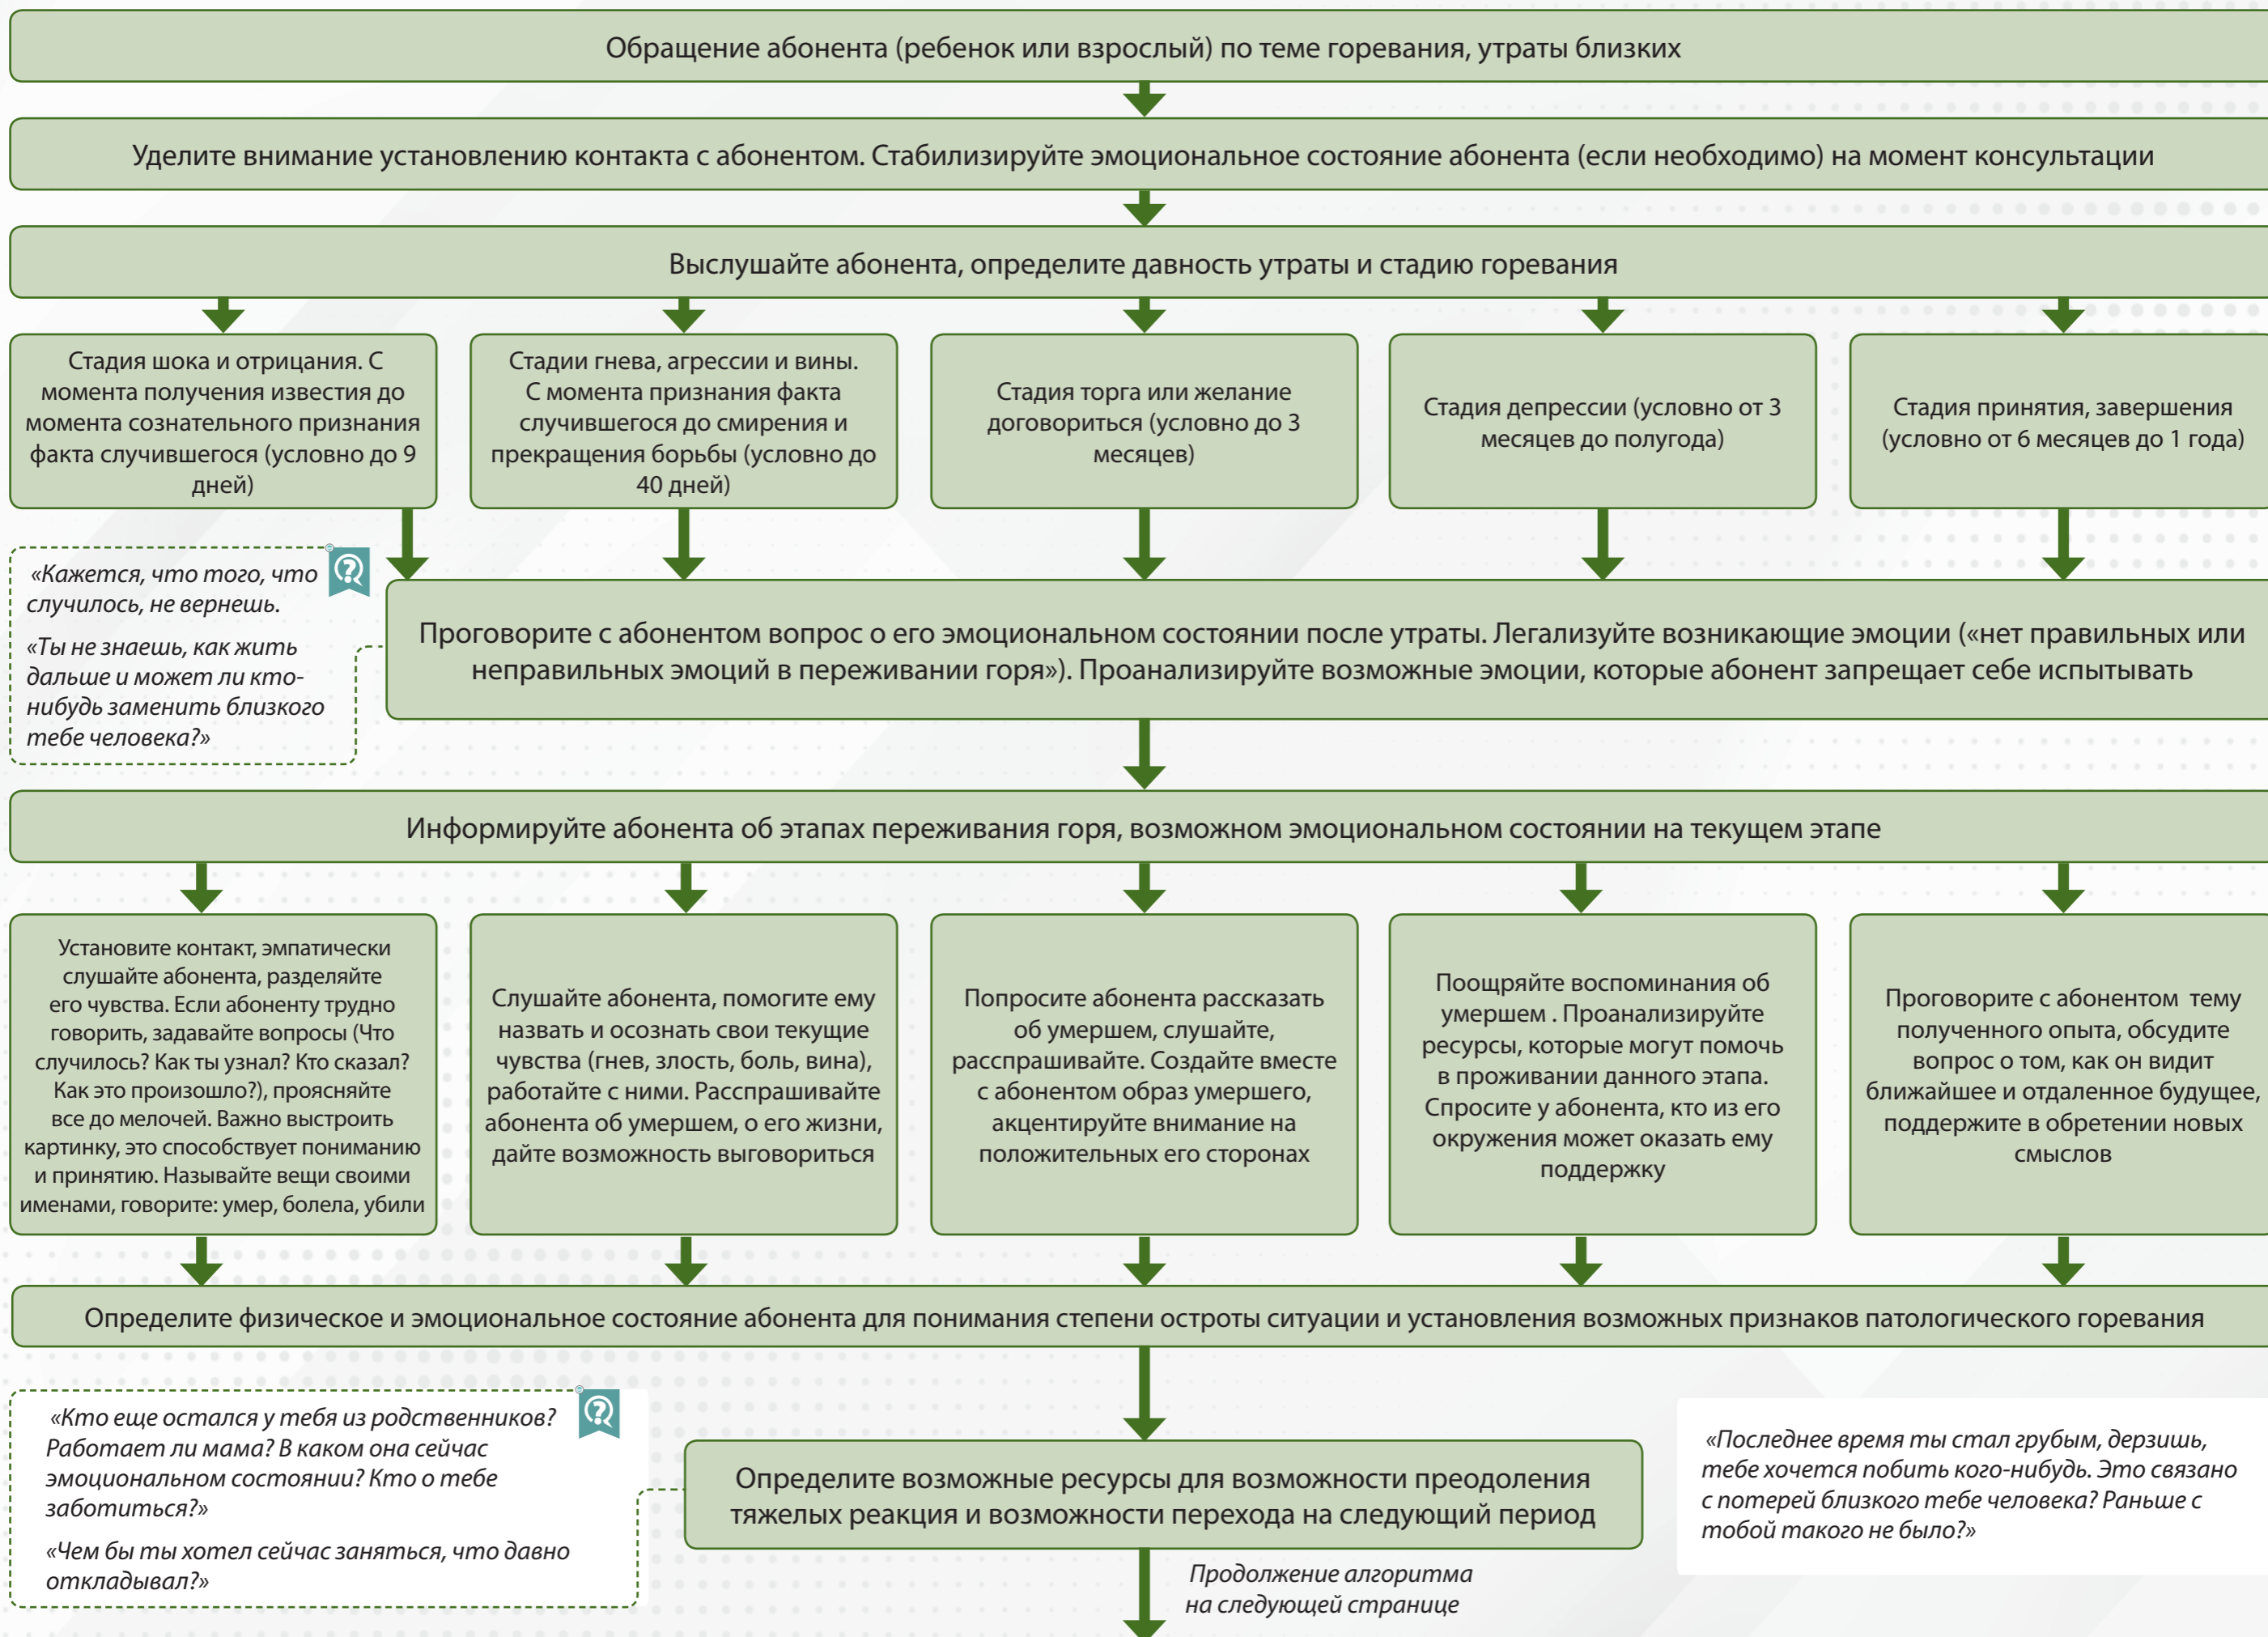 Обращение абонента (ребенок или взрослый) по теме горевания, утраты близких
Уделите внимание установлению контакта с абонентом. Стабилизируйте эмоциональное состояние абонента (если необходимо) на момент консультации
Выслушайте абонента, определите давность утраты и стадию горевания
Стадия шока и отрицания. С
момента получения известия до
момента сознательного признания
факта случившегося (условно до 9
дней)
Стадии гнева, агрессии и вины.
С момента признания факта
случившегося до смирения и
прекращения борьбы (условно до
40 дней)
Стадия торга или желание
договориться (условно до 3
месяцев)
Стадия депрессии (условно от 3
месяцев до полугода)
Стадия принятия, завершения
(условно от 6 месяцев до 1 года)
«Кажется, что того, что
случилось, не вернешь.
«Ты не знаешь, как жить
дальше и может ли кто-
нибудь заменить близкого
тебе человека?»
Проговорите с абонентом вопрос о его эмоциональном состоянии после утраты. Легализуйте возникающие эмоции («нет правильных или
неправильных эмоций в переживании горя»). Проанализируйте возможные эмоции, которые абонент запрещает себе испытывать
Информируйте абонента об этапах переживания горя, возможном эмоциональном состоянии на текущем этапе
Установите контакт, эмпатически
слушайте абонента, разделяйте
его чувства. Если абоненту трудно
говорить, задавайте вопросы (Что
случилось? Как ты узнал? Кто сказал?
Как это произошло?), проясняйте
все до мелочей. Важно выстроить
картинку, это способствует пониманию
и принятию. Называйте вещи своими
именами, говорите: умер, болела, убили
Слушайте абонента, помогите ему
назвать и осознать свои текущие
чувства (гнев, злость, боль, вина),
работайте с ними. Расспрашивайте
абонента об умершем, о его жизни,
дайте возможность выговориться
Попросите абонента рассказать
об умершем, слушайте,
расспрашивайте. Создайте вместе
с абонентом образ умершего,
акцентируйте внимание на
положительных его сторонах
Поощряйте воспоминания об
умершем . Проанализируйте
ресурсы, которые могут помочь
в проживании данного этапа.
Спросите у абонента, кто из его
окружения может оказать ему
поддержку
Проговорите с абонентом  тему
полученного опыта, обсудите
вопрос о том, как он видит
ближайшее и отдаленное будущее,
поддержите в обретении новых
смыслов
Определите физическое и эмоциональное состояние абонента для понимания степени остроты ситуации и установления возможных признаков патологического горевания
«Кто еще остался у тебя из родственников?
Работает ли мама? В каком она сейчас
эмоциональном состоянии? Кто о тебе
заботиться?»
«Чем бы ты хотел сейчас заняться, что давно
откладывал?»
Определите возможные ресурсы для возможности преодоления
тяжелых реакция и возможности перехода на следующий период
«Последнее время ты стал грубым, дерзишь,
тебе хочется побить кого-нибудь. Это связано
с потерей близкого тебе человека? Раньше с
тобой такого не было?»
Продолжение алгоритма
на следующей странице